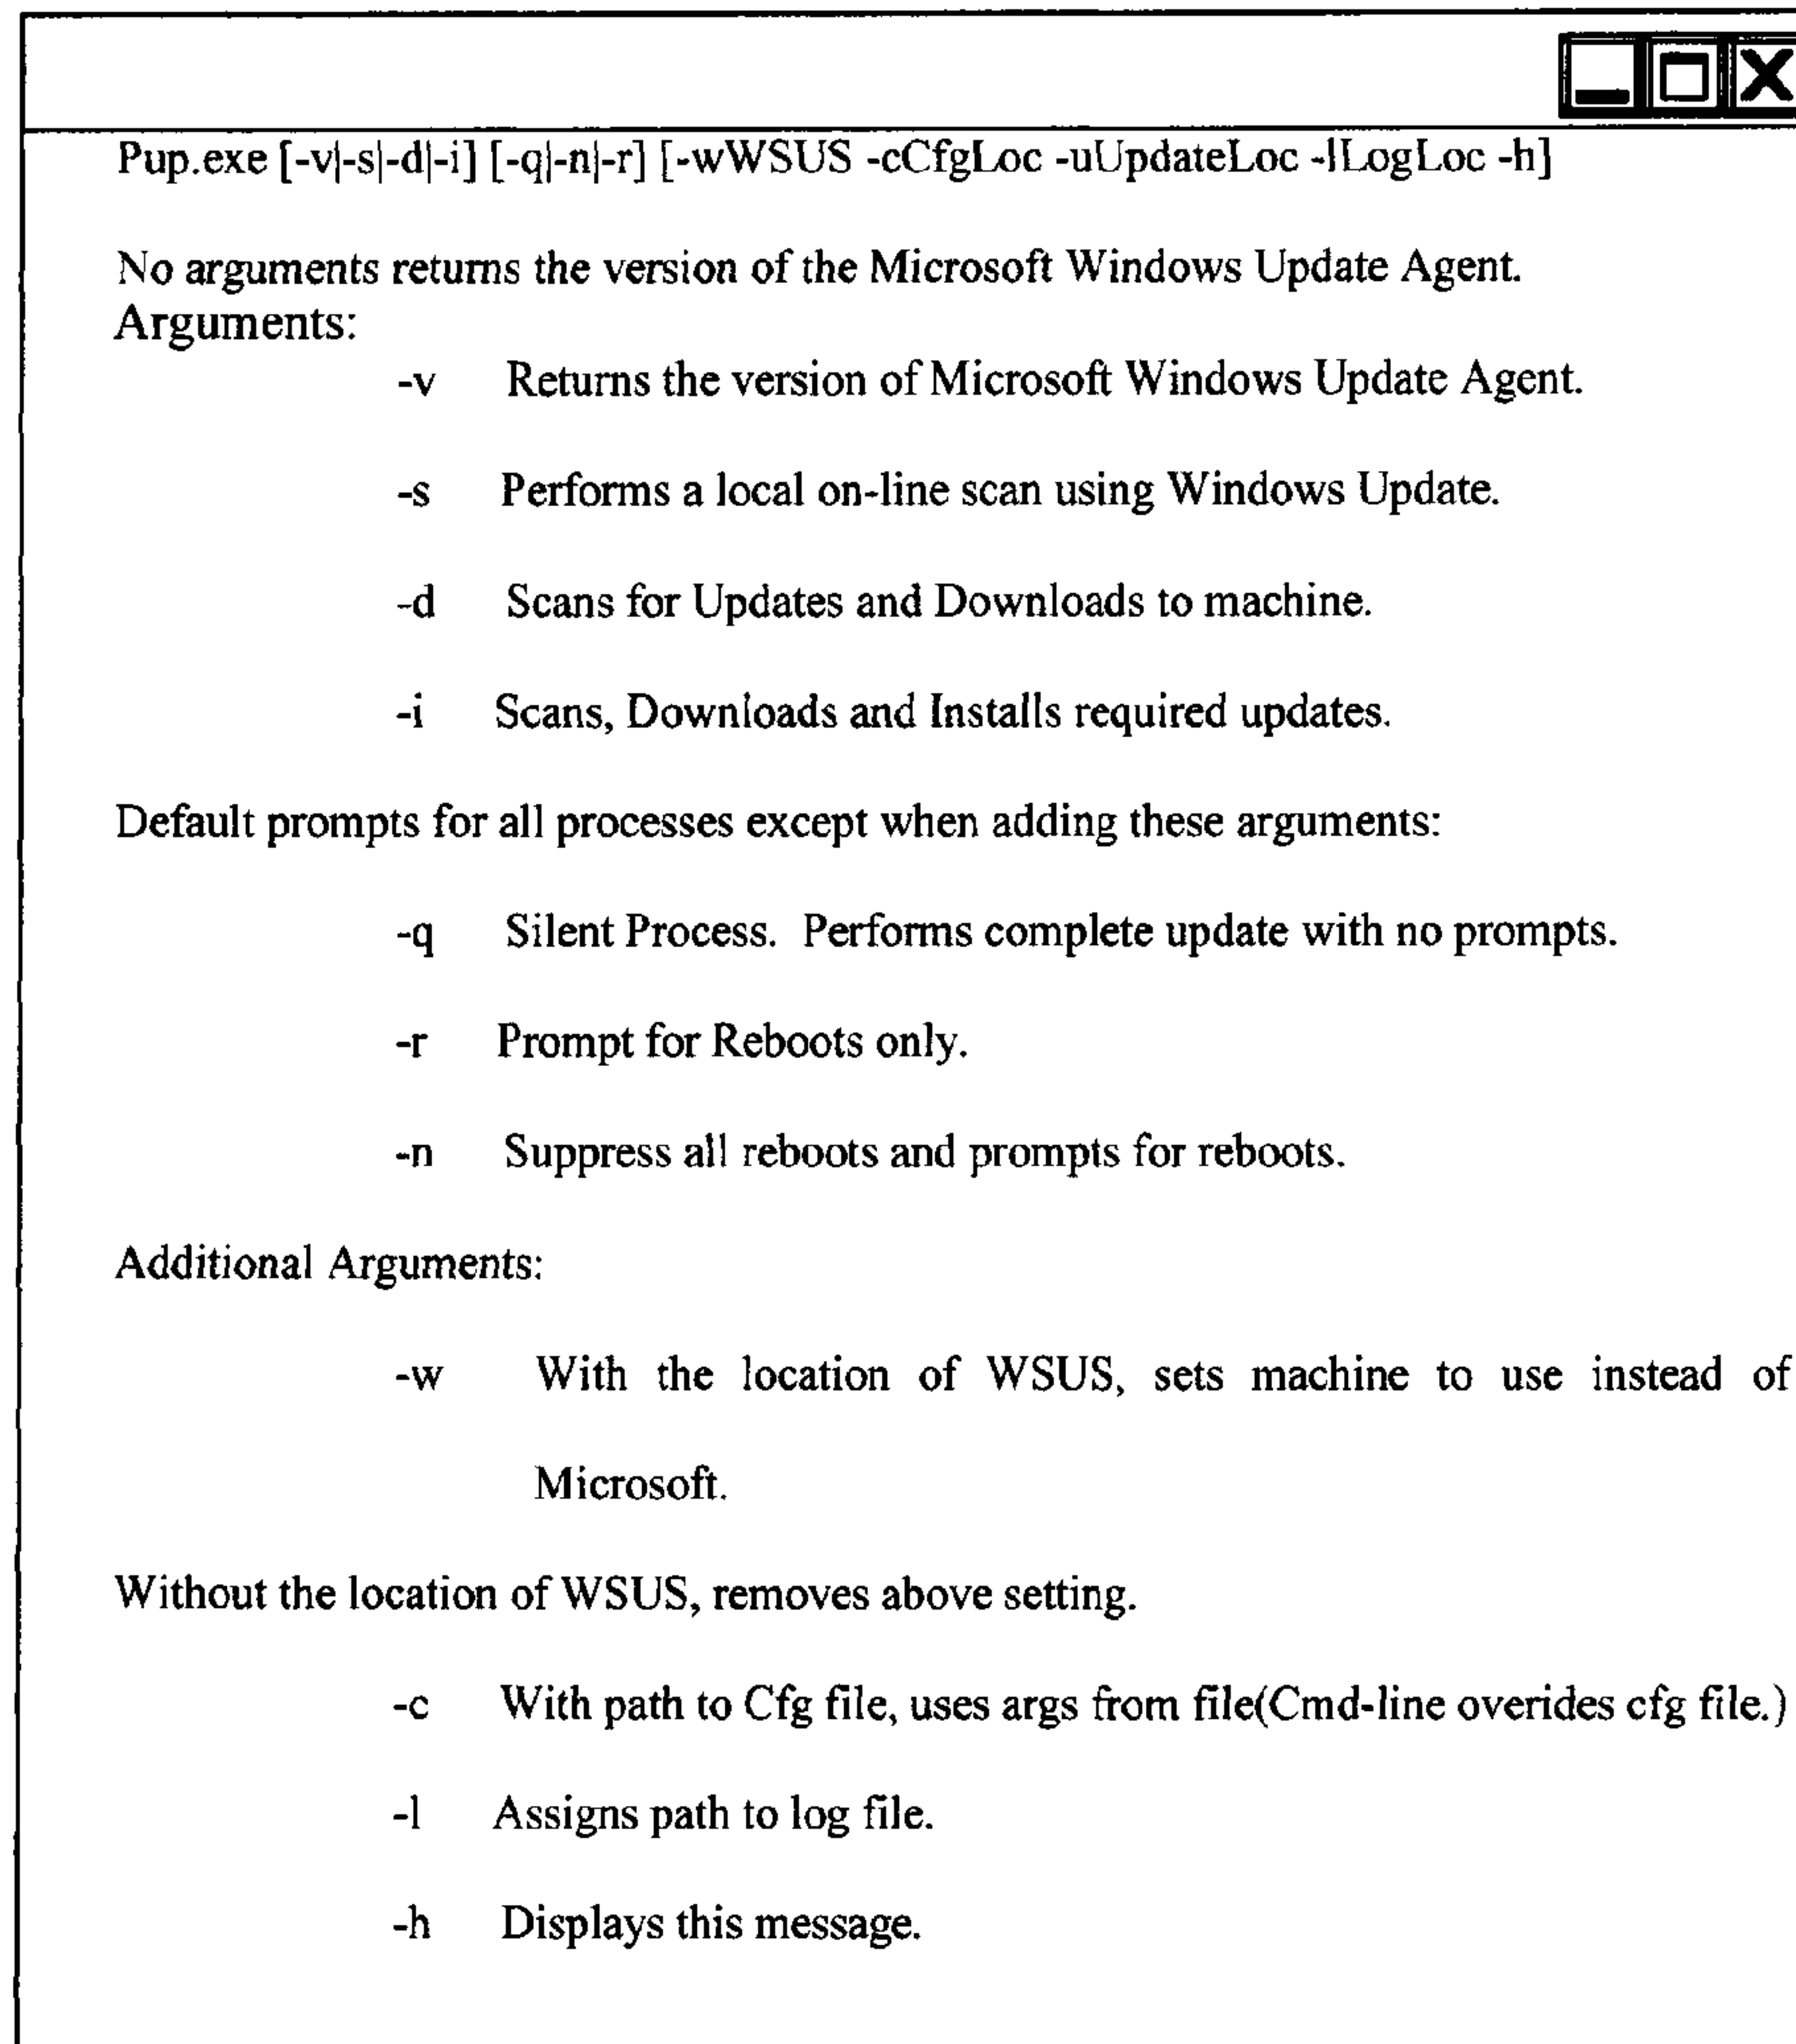 Pup.exe [-v|-s|-d|-i] [-q|-n|-r] [-wWSUS -cCfgLoc -uUpdateLoc -lLogLoc -h]
No arguments returns the version of the Microsoft Windows Update Agent.
Arguments:
-v Returns the version of Microsoft Windows Update Agent.
-s Performs a local on-line scan using Windows Update.
-d Scans for Updates and Downloads to machine.
-i Scans, Downloads and Installs required updates.
Default prompts for all processes except when adding these arguments:
-q Silent Process. Performs complete update with no prompts.
-r Prompt for Reboots only.
-n Suppress all reboots and prompts for reboots.
Additional Arguments:
-w With the location of WSUS, sets machine to use instead of
Microsoft.
Without the location of WSUS, removes above setting.
-c With path to Cfg file, uses args from file(Cmd-line overides cfg file.)
-l Assigns path to log file.
-h Displays this message.